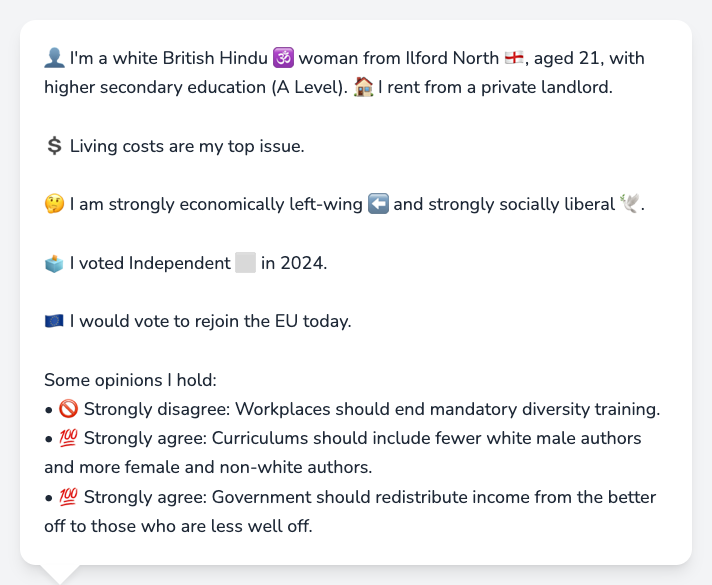 👤 I'm a white British Hindu 🕉️ woman from Ilford North 🏴󠁧󠁢󠁥󠁮󠁧󠁿, aged 21, with
higher secondary education (A Level). 🏠 I rent from a private landlord.
💲 Living costs are my top issue.
🤔 I am strongly economically left-wing ⬅️ and strongly socially liberal 🕊️.
🗳️ I voted Independent ⬜ in 2024.
🇪🇺 I would vote to rejoin the EU today.
Some opinions I hold:
• 🚫 Strongly disagree: Workplaces should end mandatory diversity training.
• 💯 Strongly agree: Curriculums should include fewer white male authors
and more female and non-white authors.
• 💯 Strongly agree: Government should redistribute income from the better
off to those who are less well off.